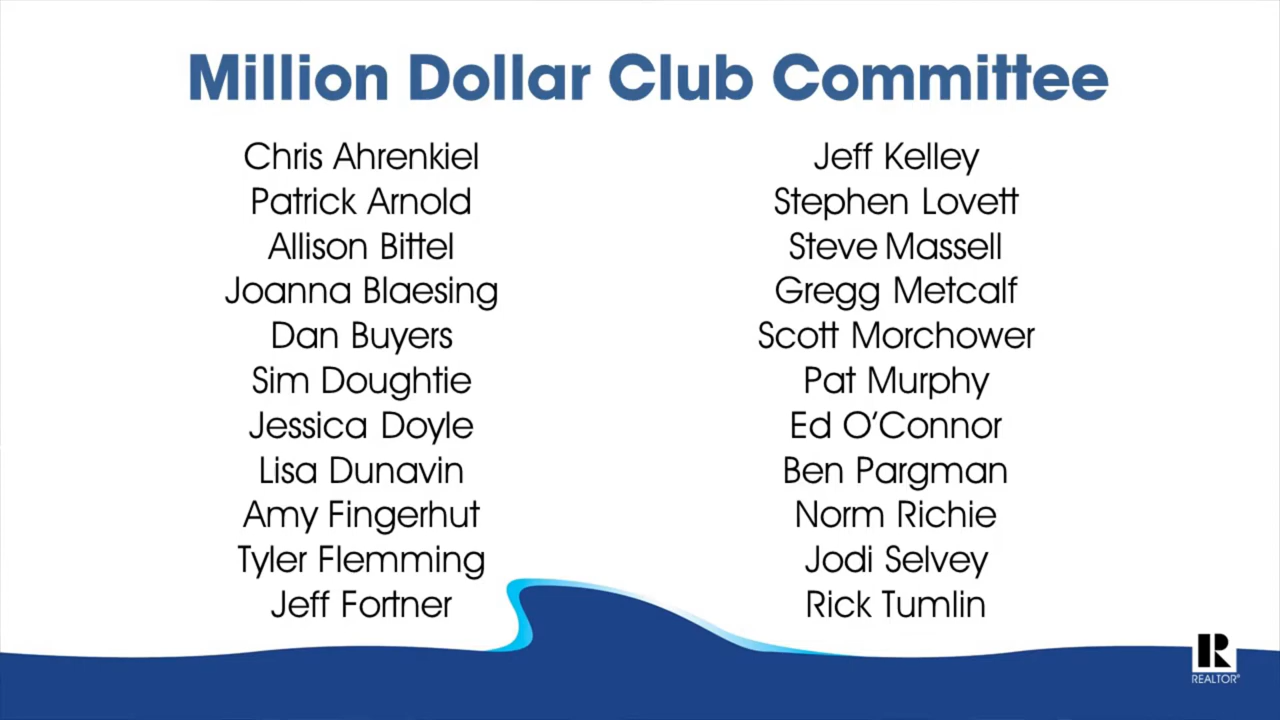 Million Dollar Club Committee
Chris Ahrenkiel
Patrick Arnold
Allison Bittel
Joanna Blaesing
Dan Buyers
Sim Doughtie
Jessica Doyle
Lisa Dunavin
Amy Fingerhut
Tyler Flemming
Jeff Fortner
Jeff Kelley
Stephen Lovett
Steve Massell
Gregg Metcalf
Scott Morchower
Pat Murphy
Ed O’Connor
Ben Pargman
Norm Richie
Jodi Selvey
Rick Tumlin
R
REALTOR®